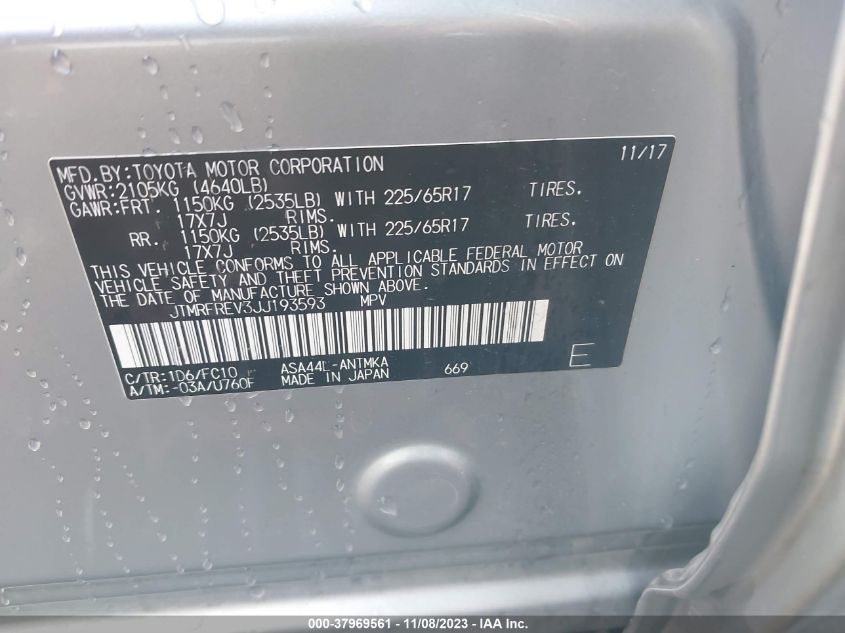 MFD.BY:TOYOTA MOTOR CORPORATION 11/17
GVWR:2105KG (4640LB)
GAWR:FRT. 1150KG (2535LB) WITH 225/65R17 TIRES.
17X7J RIMS.
RR. 1150KG (2535LB) WITH 225/65R17 TIRES.
17X7J RIMS.
THIS VEHICLE CONFORMS TO ALL APPLICABLE FEDERAL MOTOR
VEHICLE SAFETY AND THEFT PREVENTION STANDARDS IN EFFECT ON
THE DATE OF MANUFACTURE SHOWN ABOVE.
JTMRFREV3JJ193593 MPV
C/TR:1D6/FC10 ASA44L-ANTMKA E
A/TM:-03A/U760F MADE IN JAPAN 669
000-37969561 - 11/08/2023 - IAA Inc.